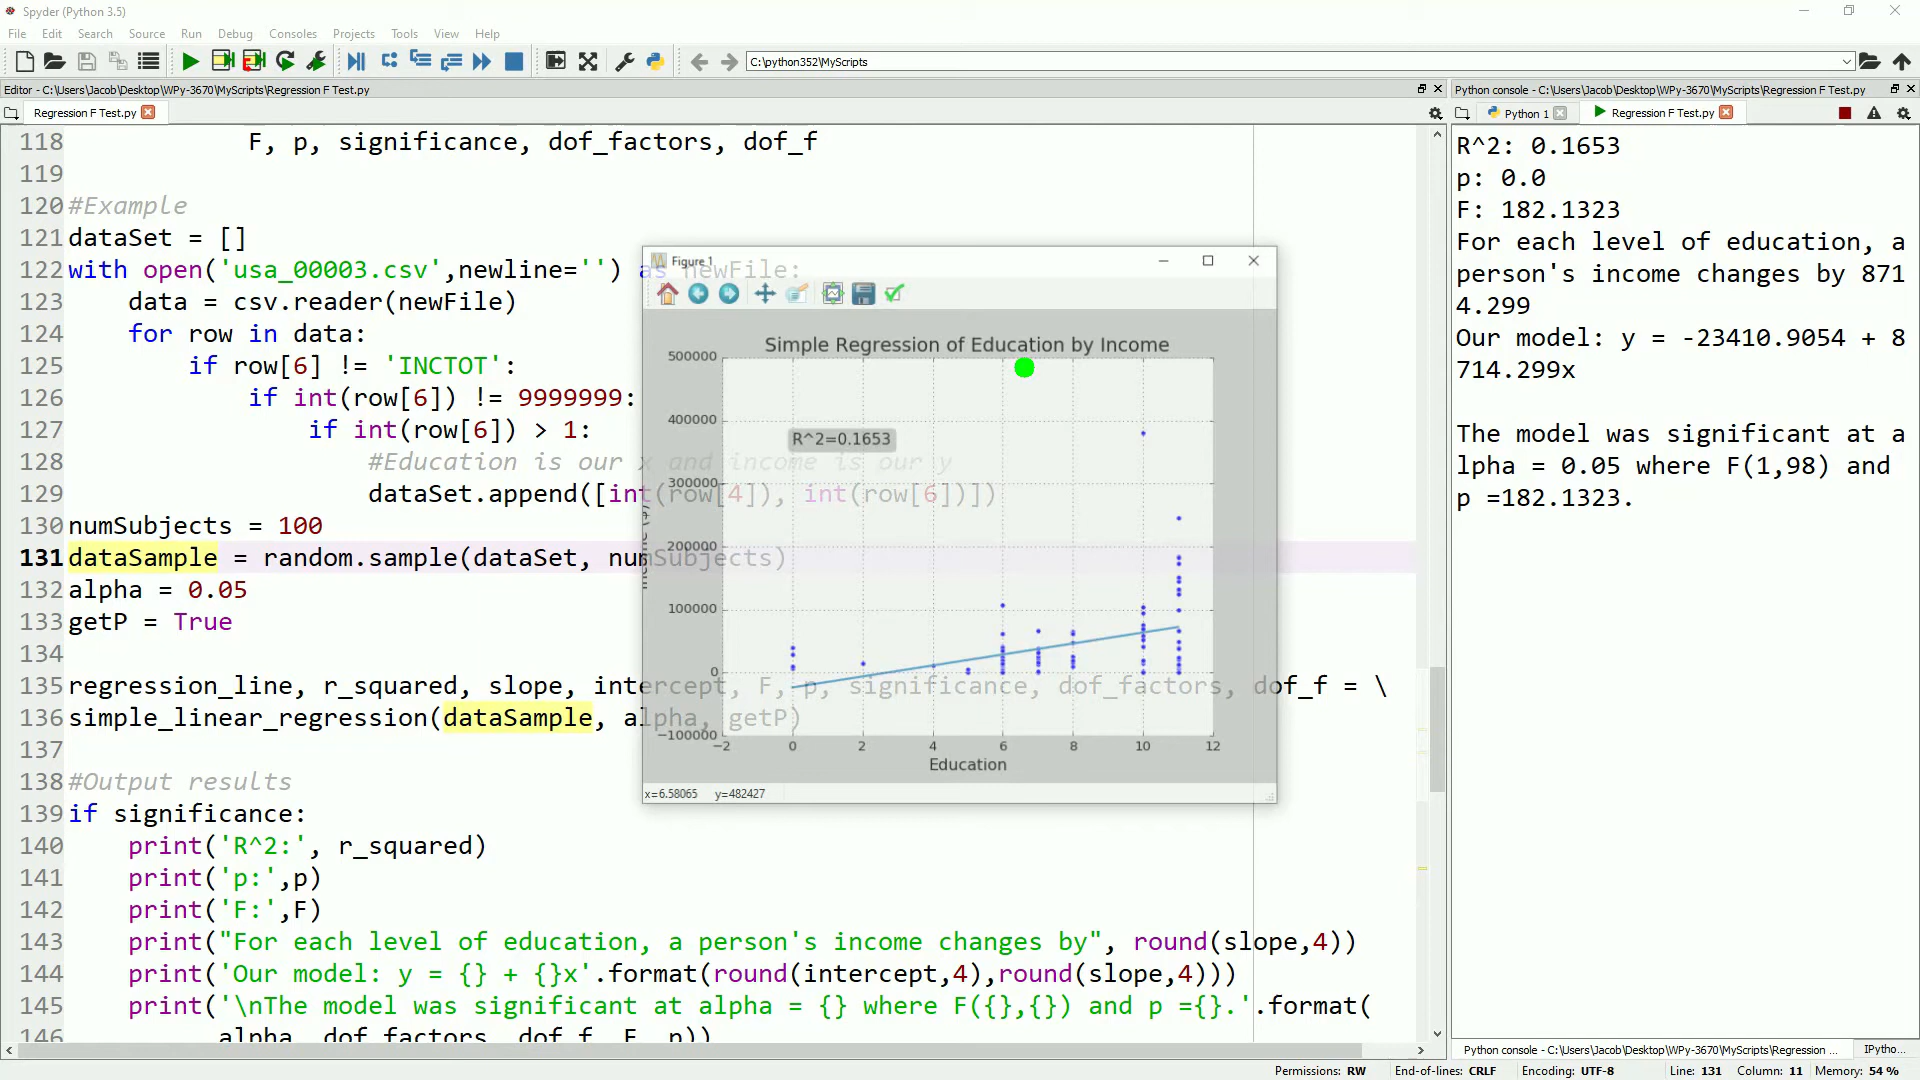 Spyder (Python 3.5)
File Edit Search Source Run Debug Consoles Projects Tools View Help
C:\python352\MyScripts
Editor - C:\Users\Jacob\Desktop\WPy-3670\MyScripts\Regression F Test.py
Regression F Test.py
118 F, p, significance, dof_factors, dof_f
119
120 #Example
121 dataSet = []
122 with open('usa_00003.csv',newline='') as newFile:
123 data = csv.reader(newFile)
124 for row in data:
125 if row[6] != 'INCTOT':
126 if int(row[6]) != 9999999:
127 if int(row[6]) > 1:
128 #Education is our x and income is our y
129 dataSet.append([int(row[4]), int(row[6])])
130 numSubjects = 100
131 dataSample = random.sample(dataSet, numSubjects)
132 alpha = 0.05
133 getP = True
134
135 regression_line, r_squared, slope, intercept, F, p, significance, dof_factors, dof_f = \
136 simple_linear_regression(dataSample, alpha, getP)
137
138 #Output results
139 if significance:
140 print('R^2:', r_squared)
141 print('p:',p)
142 print('F:',F)
143 print("For each level of education, a person's income changes by", round(slope,4))
144 print('Our model: y = {} + {}x'.format(round(intercept,4),round(slope,4)))
145 print('\nThe model was significant at alpha = {} where F({},{}) and p ={}.'.format(
146 alpha, dof_factors, dof_f, F, p))
Figure 1
Simple Regression of Education by Income
500000
400000
300000
200000
100000
0
−100000
R^2=0.1653
−2 0 2 4 6 8 10 12
Education
x=6.58065 y=482427
Python console - C:\Users\Jacob\Desktop\WPy-3670\MyScripts\Regression F Test.py
Python 1 Regression F Test.py
R^2: 0.1653
p: 0.0
F: 182.1323
For each level of education, a
person's income changes by 871
4.299
Our model: y = -23410.9054 + 8
714.299x
The model was significant at a
lpha = 0.05 where F(1,98) and
p =182.1323.
Python console - C:\Users\Jacob\Desktop\WPy-3670\MyScripts\Regression ... IPytho...
Permissions: RW End-of-lines: CRLF Encoding: UTF-8 Line: 131 Column: 11 Memory: 54 %